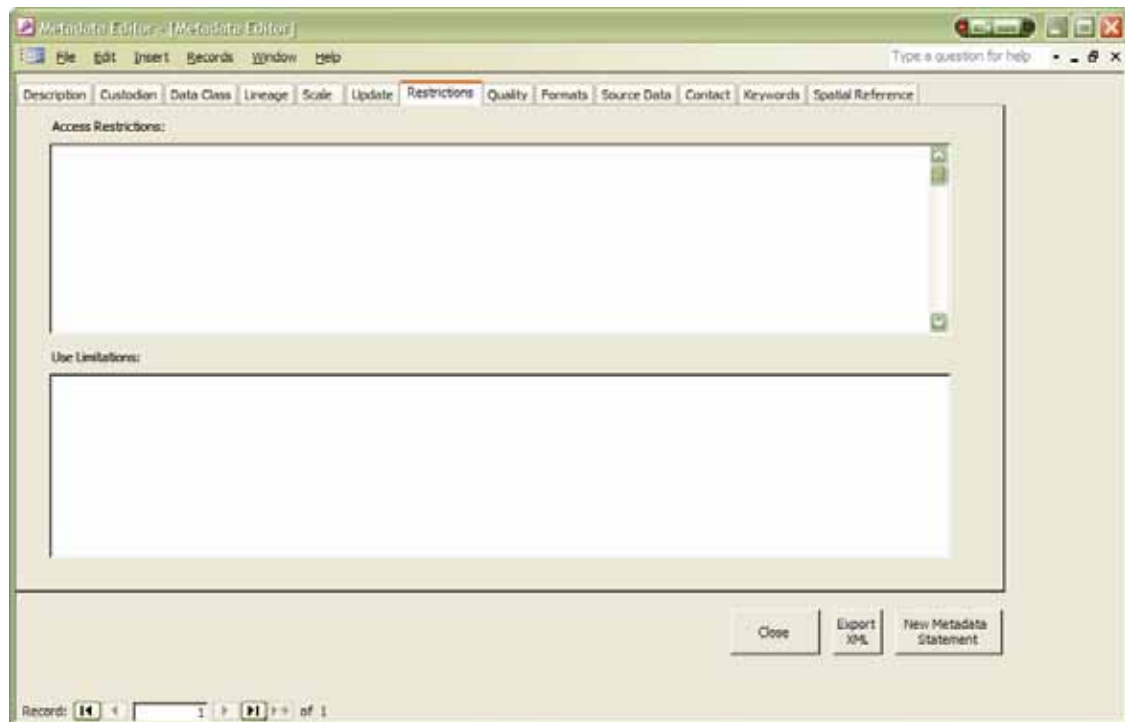 Metadata Editor - [Metadata Editor]
File Edit Insert Records Window Help Type a question for help
Description Custodian Data Class Lineage Scale Update Restrictions Quality Formats Source Data Contact Keywords Spatial Reference
Access Restrictions:
Use Limitations:
Close
Export
XML
New Metadata
Statement
Record: 1 of 1